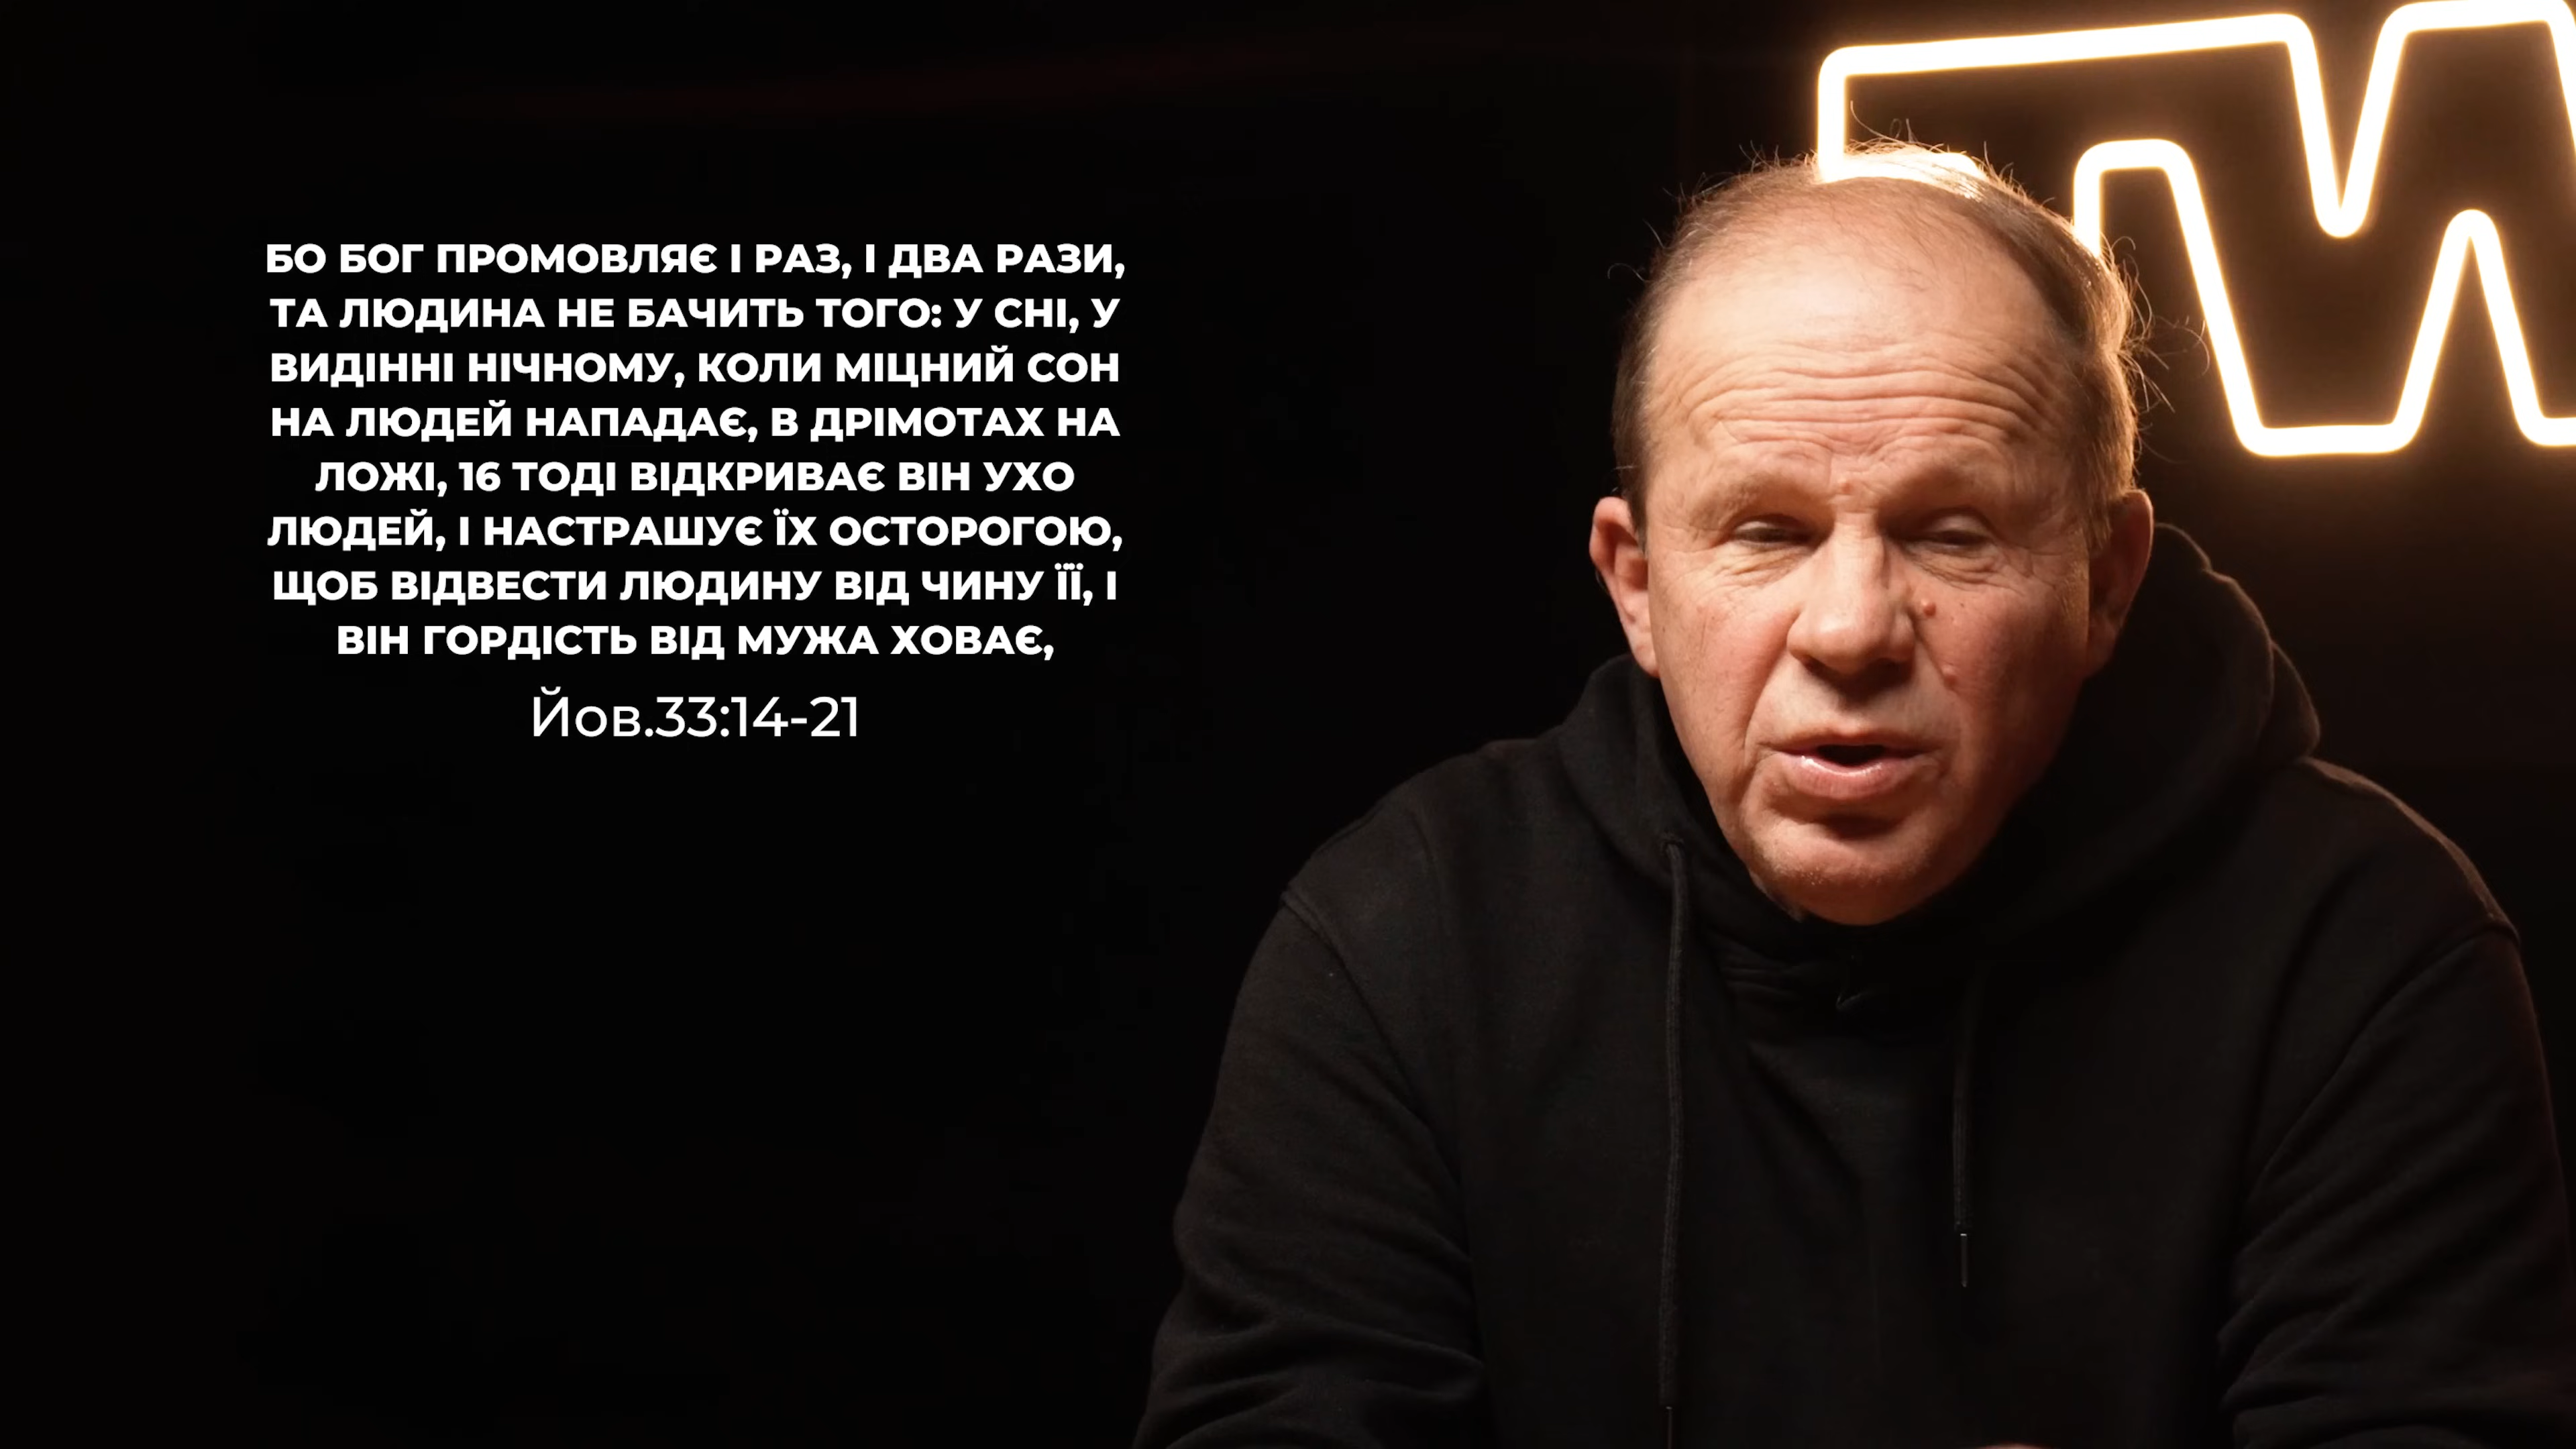 БО БОГ ПРОМОВЛЯЄ І РАЗ, І ДВА РАЗИ,
ТА ЛЮДИНА НЕ БАЧИТЬ ТОГО: У СНІ, У
ВИДІННІ НІЧНОМУ, КОЛИ МІЦНИЙ СОН
НА ЛЮДЕЙ НАПАДАЄ, В ДРІМОТАХ НА
ЛОЖІ, 16 ТОДІ ВІДКРИВАЄ ВІН УХО
ЛЮДЕЙ, І НАСТРАШУЄ ЇХ ОСТОРОГОЮ,
ЩОБ ВІДВЕСТИ ЛЮДИНУ ВІД ЧИНУ ЇЇ, І
ВІН ГОРДІСТЬ ВІД МУЖА ХОВАЄ,
Йов.33:14-21